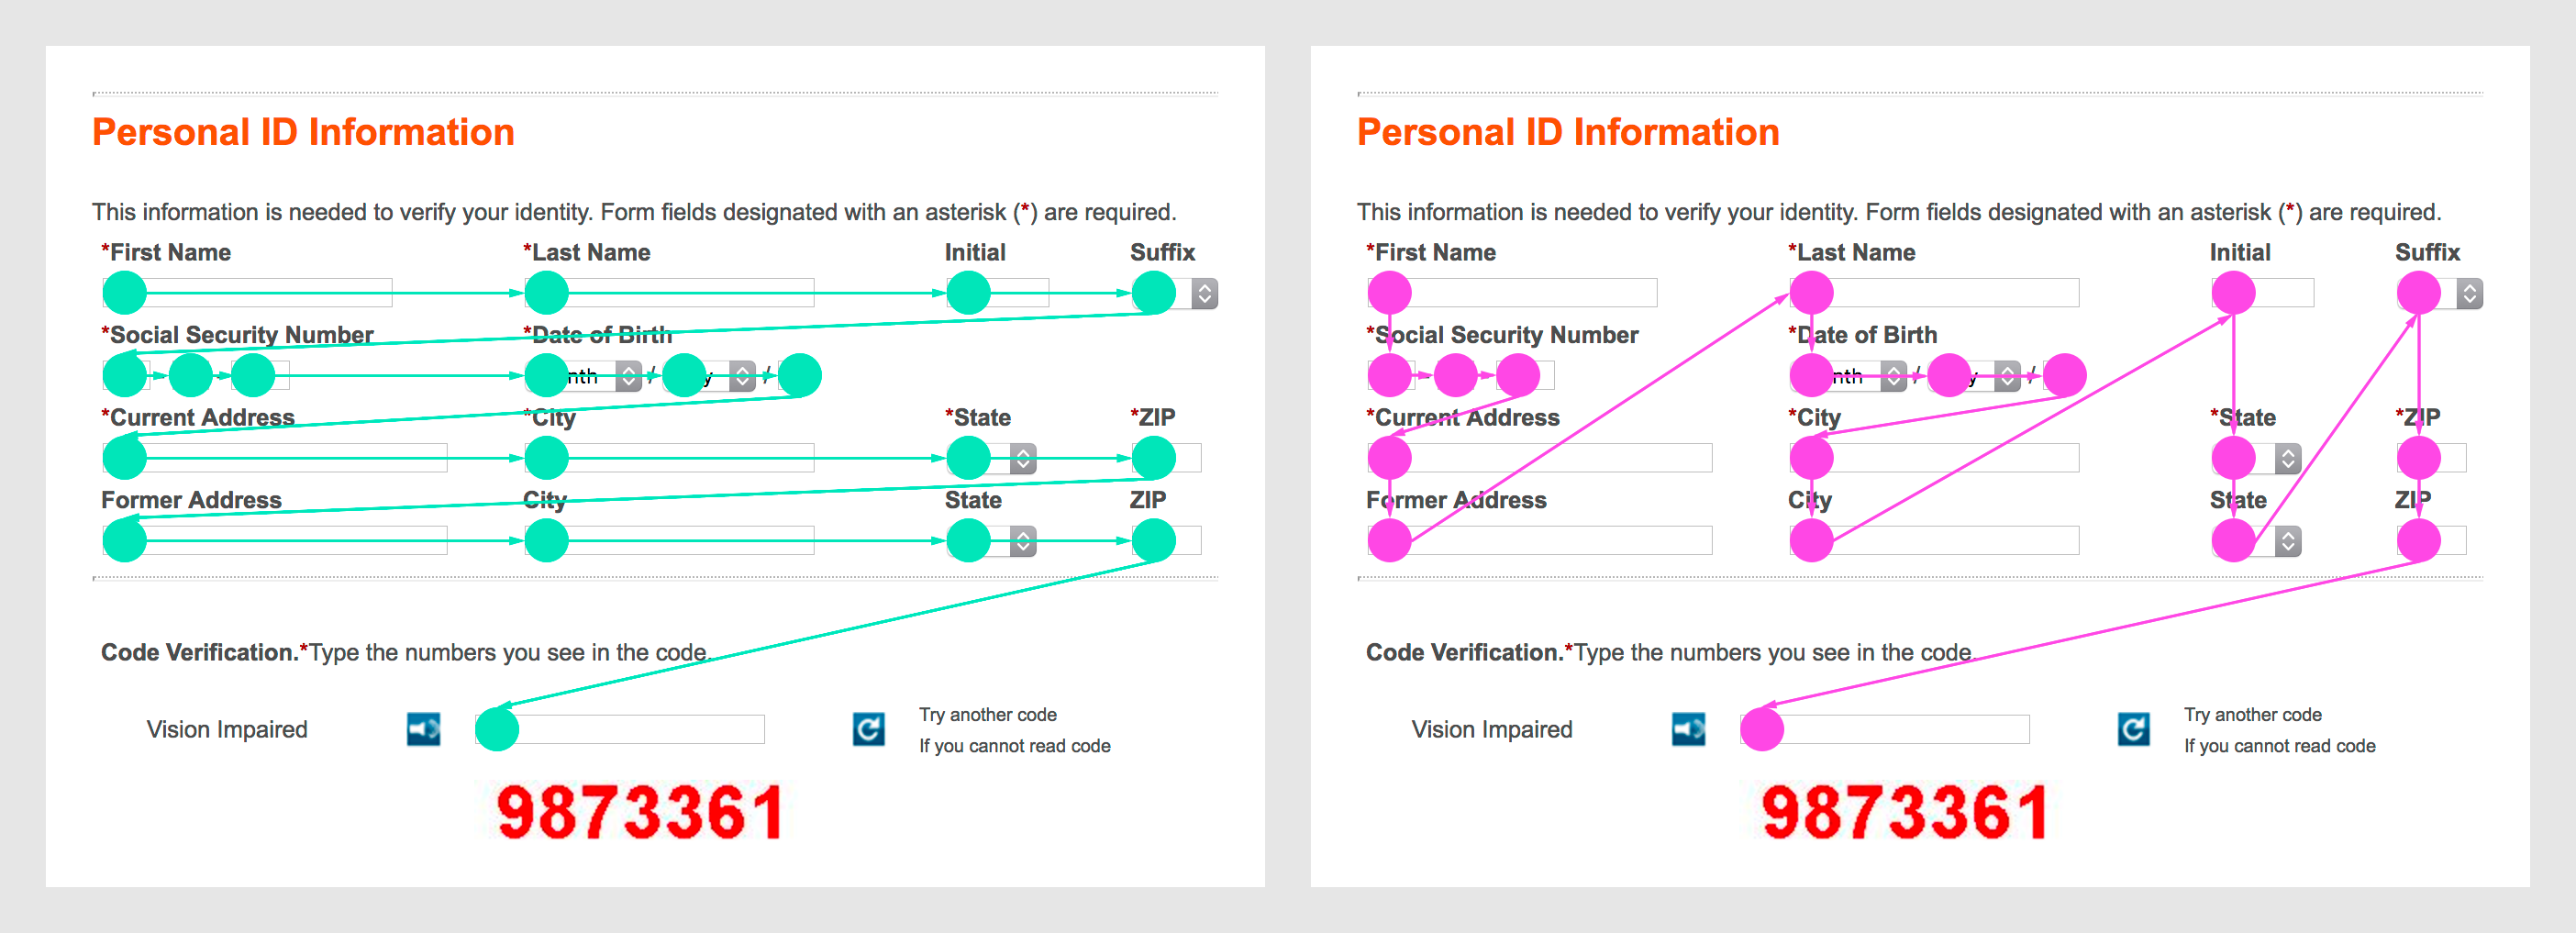 Personal ID Information
This information is needed to verify your identity. Form fields designated with an asterisk (*) are required.
*First Name *Last Name Initial Suffix
*Social Security Number *Date of Birth
- - nth / y /
*Current Address *City *State *ZIP
Former Address City State ZIP
Code Verification.*Type the numbers you see in the code.
Vision Impaired
Try another code
If you cannot read code
9873361
Personal ID Information
This information is needed to verify your identity. Form fields designated with an asterisk (*) are required.
*First Name *Last Name Initial Suffix
*Social Security Number *Date of Birth
- - nth / y /
*Current Address *City *State *ZIP
Former Address City State ZIP
Code Verification.*Type the numbers you see in the code.
Vision Impaired
Try another code
If you cannot read code
9873361